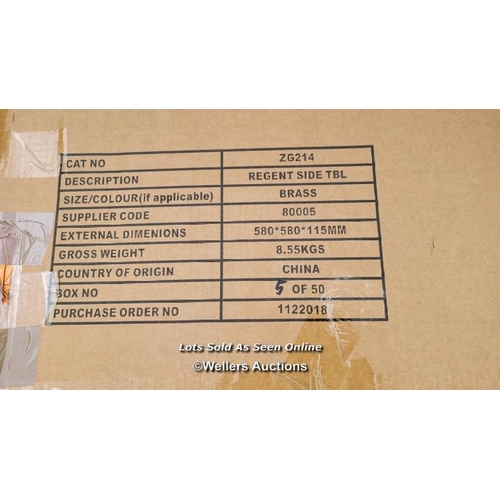 CAT NO ZG214
DESCRIPTION REGENT SIDE TBL
SIZE/COLOUR(if applicable) BRASS
SUPPLIER CODE 80005
EXTERNAL DIMENIONS 580*580*115MM
GROSS WEIGHT 8.55KGS
COUNTRY OF ORIGIN CHINA
BOX NO 5 OF 50
PURCHASE ORDER NO 1122018
Lots Sold As Seen Online
©Wellers Auctions